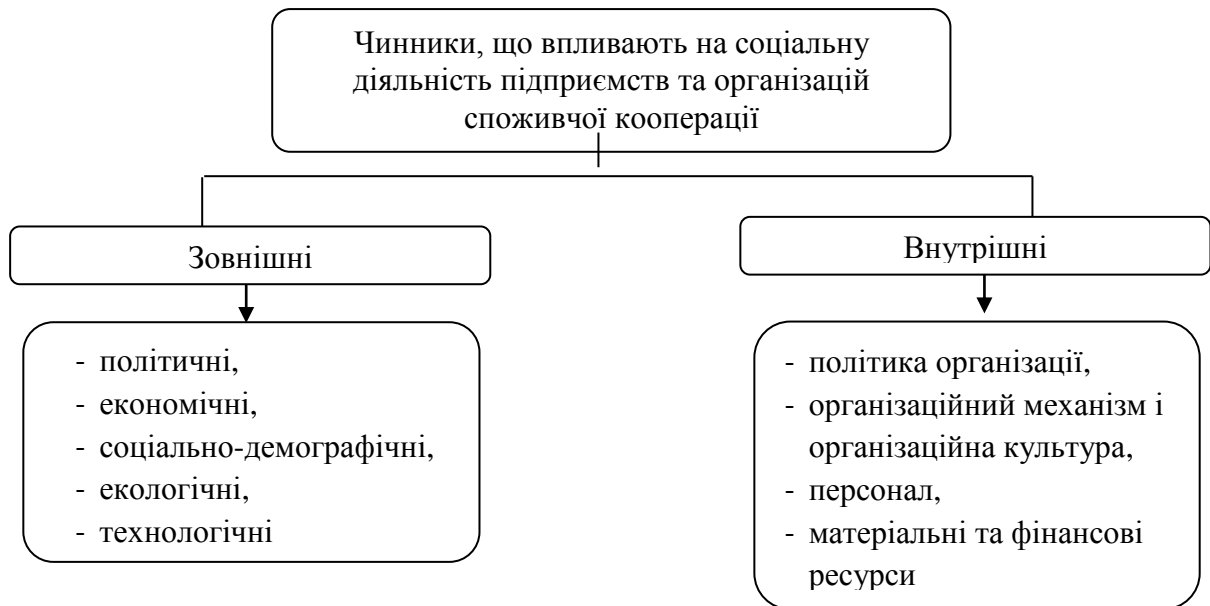 Чинники, що впливають на соціальну
діяльність підприємств та організацій
споживчої кооперації
Зовнішні
Внутрішні
- політичні,
- економічні,
- соціально-демографічні,
- екологічні,
- технологічні
- політика організації,
- організаційний механізм і
організаційна культура,
- персонал,
- матеріальні та фінансові
ресурси